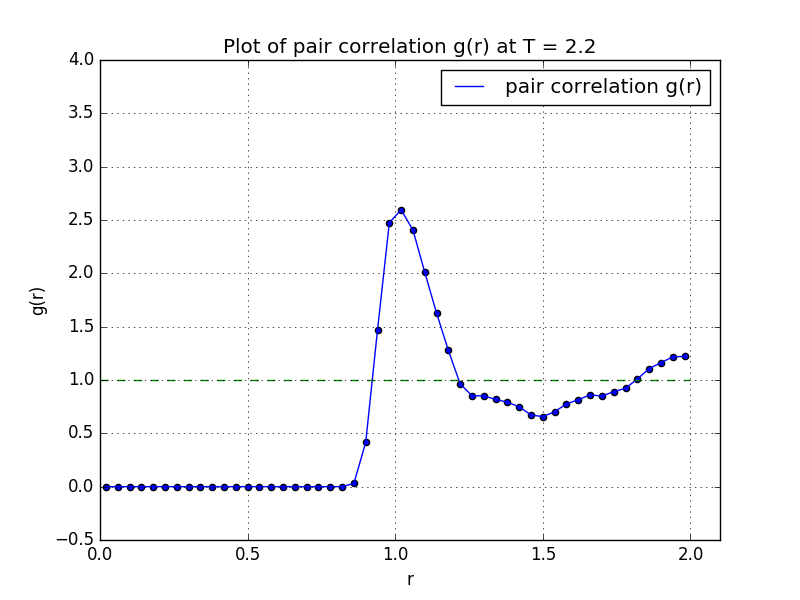 Plot of pair correlation g(r) at T = 2.2
pair correlation g(r)
4.0
3.5
3.0
2.5
2.0
1.5
1.0
0.5
0.0
−0.5
g(r)
0.0 0.5 1.0 1.5 2.0
r